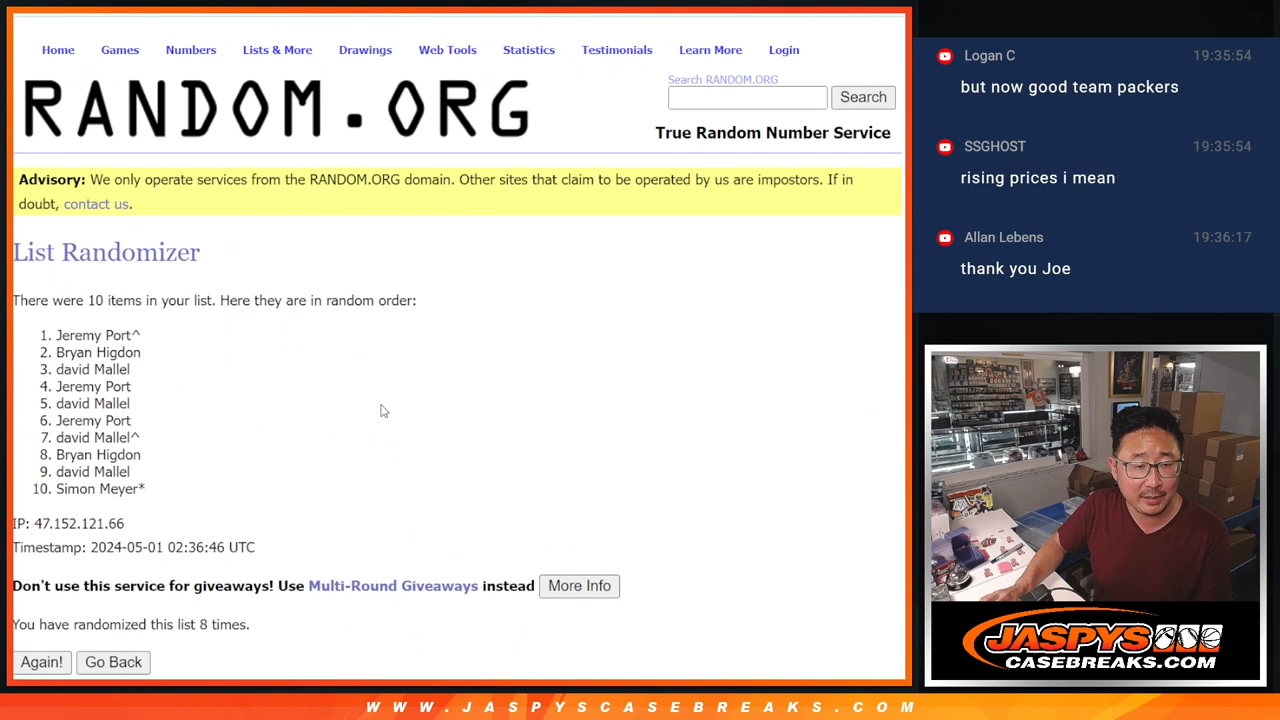 Home Games Numbers Lists & More Drawings Web Tools Statistics Testimonials Learn More Login
RANDOM.ORG
Search RANDOM.ORG
Search
True Random Number Service
Advisory: We only operate services from the RANDOM.ORG domain. Other sites that claim to be operated by us are impostors. If in
doubt, contact us.
List Randomizer
There were 10 items in your list. Here they are in random order:
1. Jeremy Port^
2. Bryan Higdon
3. david Mallel
4. Jeremy Port
5. david Mallel
6. Jeremy Port
7. david Mallel^
8. Bryan Higdon
9. david Mallel
10. Simon Meyer*
IP: 47.152.121.66
Timestamp: 2024-05-01 02:36:46 UTC
Don't use this service for giveaways! Use Multi-Round Giveaways instead More Info
You have randomized this list 8 times.
Again! Go Back
Logan C 19:35:54
but now good team packers
SSGHOST 19:35:54
rising prices i mean
Allan Lebens 19:36:17
thank you Joe
JASPYS
CASEBREAKS.COM
WWW.JASPYSCASEBREAKS.COM